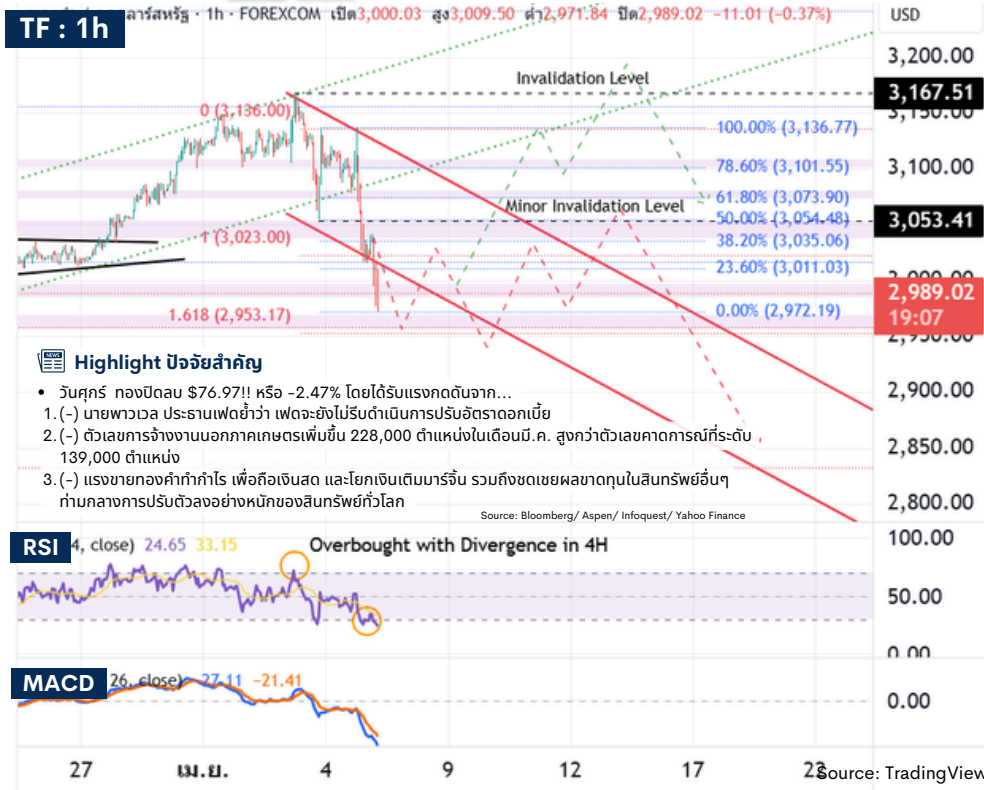 TF : 1h
ลาร์สหรัฐ · 1h · FOREXCOM เปิด3,000.03 สูง3,009.50 ต่ำ2,971.84 ปิด2,989.02 −11.01 (−0.37%)
USD
3,200.00
Invalidation Level
3,167.51
0 (3,136.00)
3,150.00
100.00% (3,136.77)
78.60% (3,101.55)
3,100.00
61.80% (3,073.90)
Minor Invalidation Level
50.00% (3,054.48)
3,053.41
1 (3,023.00)
38.20% (3,035.06)
23.60% (3,011.03)
3,000.00
2,989.02
19:07
1.618 (2,953.17)
0.00% (2,972.19)
2,950.00
NEWS
Highlight ปัจจัยสำคัญ
• วันศุกร์ ทองปิดลบ $76.97!! หรือ -2.47% โดยได้รับแรงกดดันจาก...
1. (-) นายพาวเวล ประธานเฟดย้ำว่า เฟดจะยังไม่รีบดำเนินการปรับอัตราดอกเบี้ย
2. (-) ตัวเลขการจ้างงานนอกภาคเกษตรเพิ่มขึ้น 228,000 ตำแหน่งในเดือนมี.ค. สูงกว่าตัวเลขคาดการณ์ที่ระดับ
139,000 ตำแหน่ง
3. (-) แรงขายทองคำทำกำไร เพื่อถือเงินสด และโยกเงินเติมมาร์จิ้น รวมถึงชดเชยผลขาดทุนในสินทรัพย์อื่นๆ
ท่ามกลางการปรับตัวลงอย่างหนักของสินทรัพย์ทั่วโลก
2,900.00
2,850.00
2,800.00
Source: Bloomberg/ Aspen/ Infoquest/ Yahoo Finance
RSI
4, close) 24.65 33.15
Overbought with Divergence in 4H
100.00
50.00
0.00
MACD
26, close) −27.11 −21.41
0.00
27 เม.ย. 4 9 12 17 23
Source: TradingView